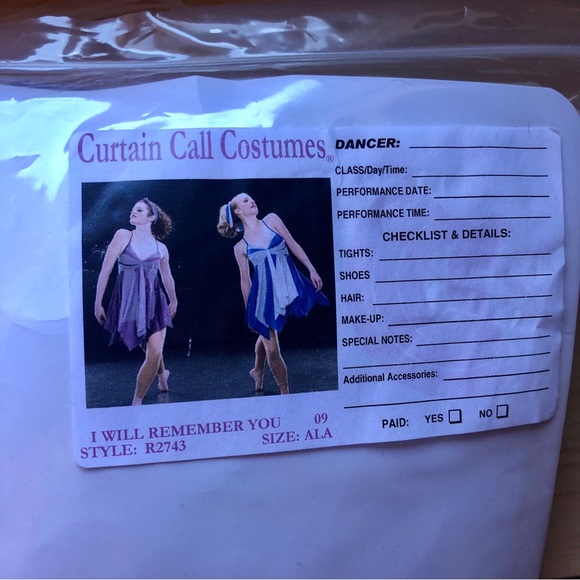 Curtain Call Costumes®
I WILL REMEMBER YOU 09
STYLE: R2743 SIZE: ALA
DANCER:
CLASS/Day/Time:
PERFORMANCE DATE:
PERFORMANCE TIME:
CHECKLIST & DETAILS:
TIGHTS:
SHOES
HAIR:
MAKE-UP:
SPECIAL NOTES:
Additional Accessories:
PAID: YES NO